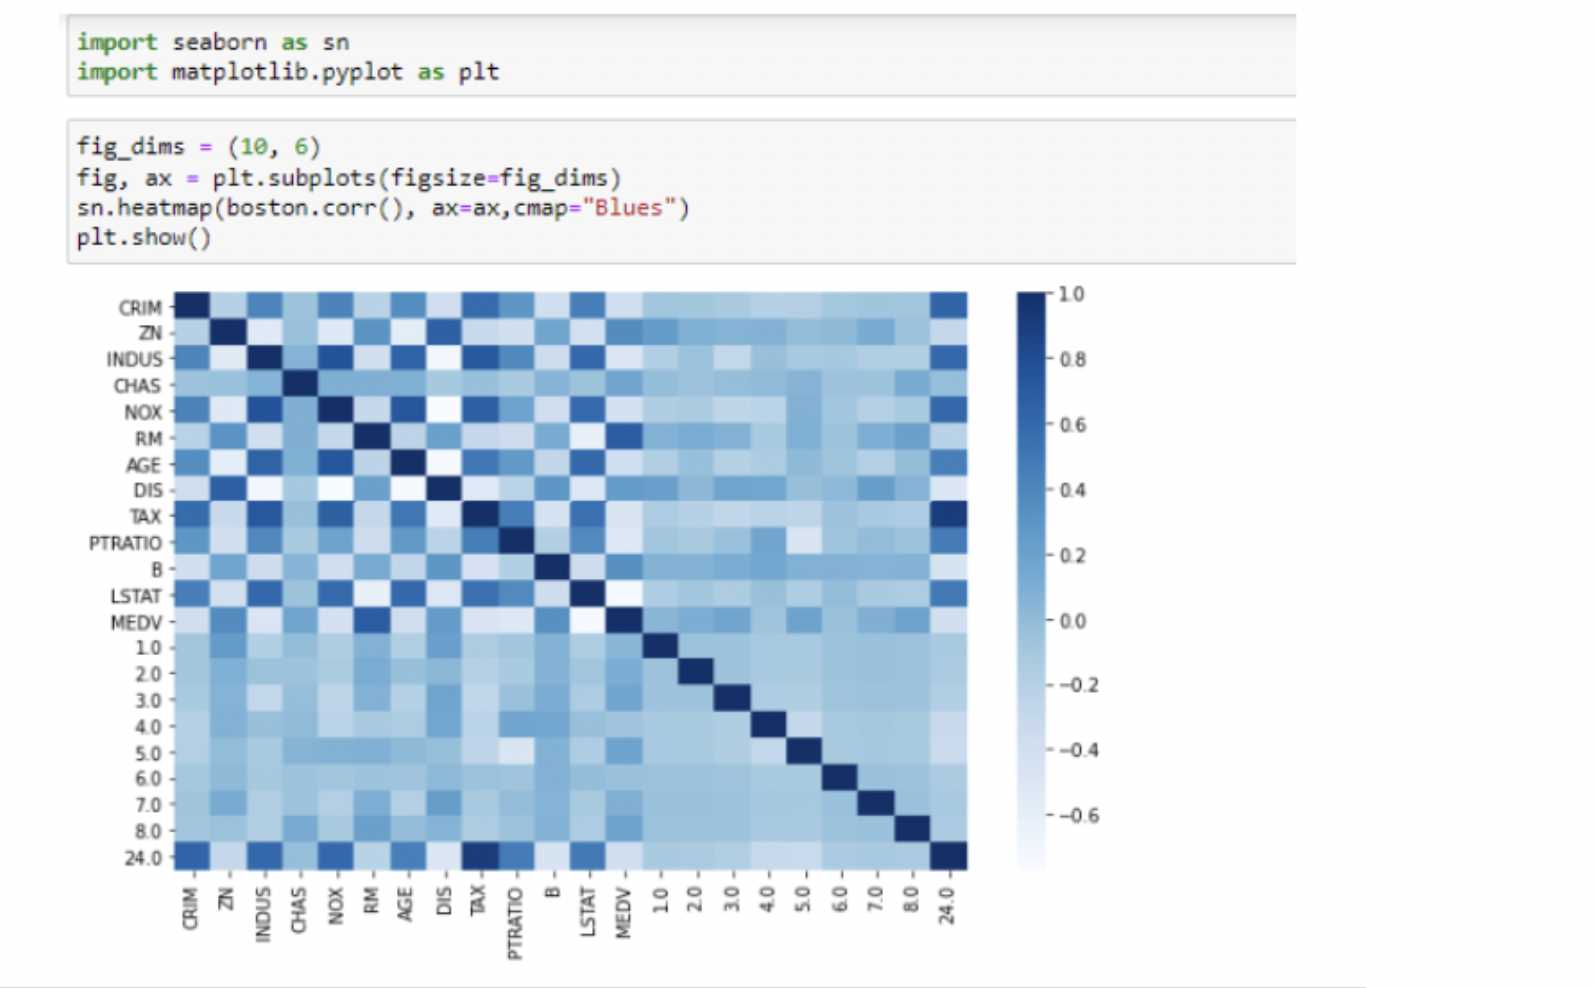 import seaborn as sn
import matplotlib.pyplot as plt
fig_dims = (10, 6)
fig, ax = plt.subplots(figsize=fig_dims)
sn.heatmap(boston.corr(), ax=ax,cmap="Blues")
plt.show()
CRIM
ZN
INDUS
CHAS
NOX
RM
AGE
DIS
TAX
PTRATIO
B
LSTAT
MEDV
1.0
2.0
3.0
4.0
5.0
6.0
7.0
8.0
24.0
CRIM ZN INDUS CHAS NOX RM AGE DIS TAX PTRATIO B LSTAT MEDV 1.0 2.0 3.0 4.0 5.0 6.0 7.0 8.0 24.0
1.0
0.8
0.6
0.4
0.2
0.0
−0.2
−0.4
−0.6